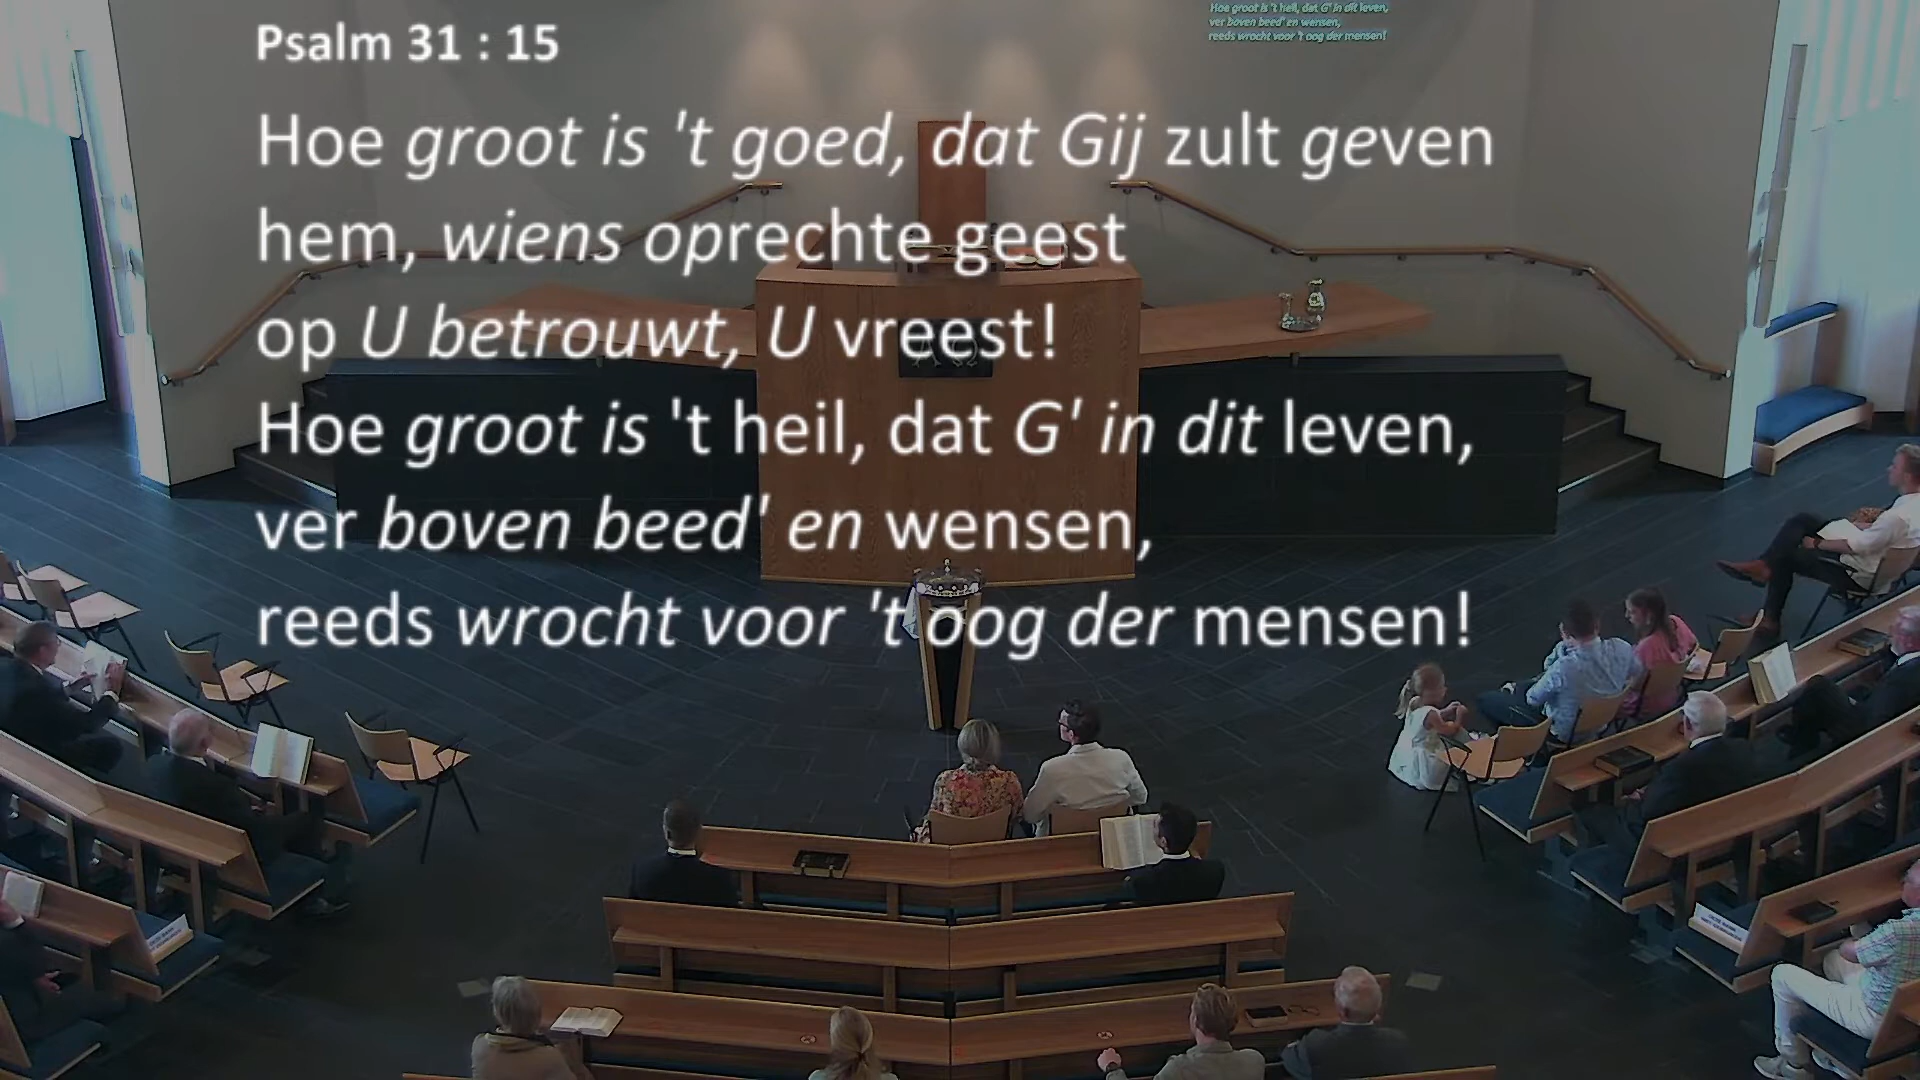 Hoe groot is 't heil, dat G' in dit leven,
ver boven beed' en wensen,
reeds wrocht voor 't oog der mensen!
Psalm 31 : 15
Hoe groot is 't goed, dat Gij zult geven
hem, wiens oprechte geest
op U betrouwt, U vreest!
Hoe groot is 't heil, dat G' in dit leven,
ver boven beed' en wensen,
reeds wrocht voor 't oog der mensen!
ΑΩ